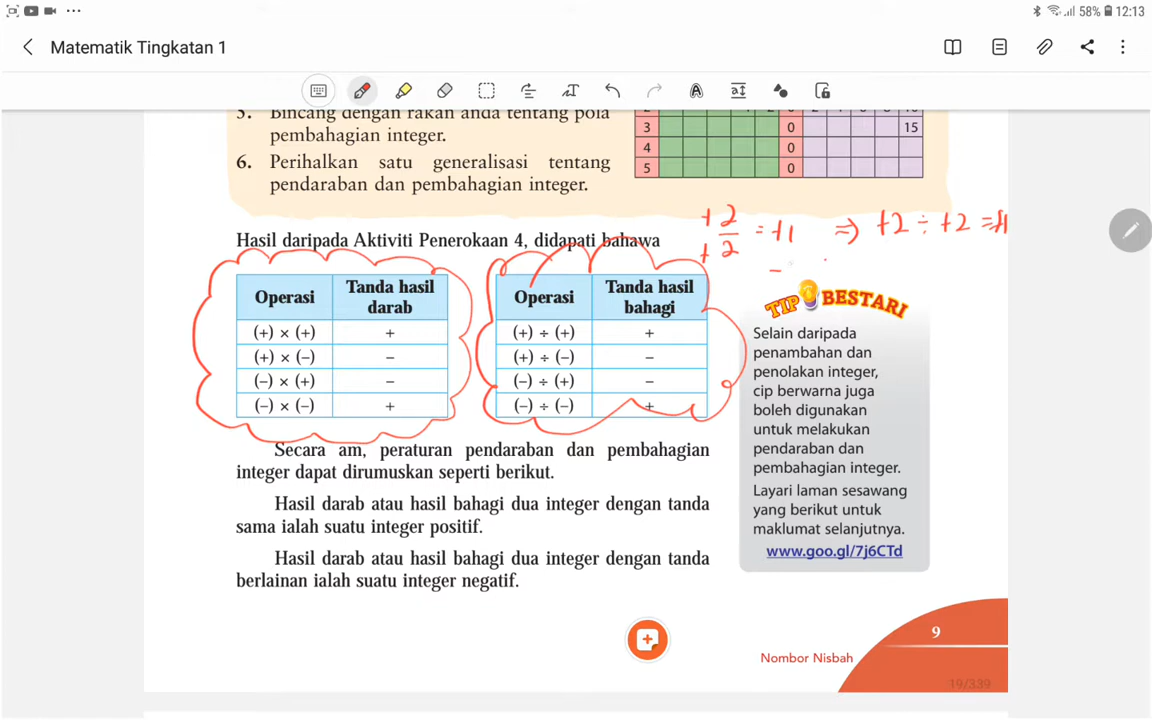 58% 12:13
Matematik Tingkatan 1
5. Bincang dengan rakan anda tentang pola
pembahagian integer.
6. Perihalkan satu generalisasi tentang
pendaraban dan pembahagian integer.
3 0 15
4 0
5 0
+2/+2 = +1 ⇒ +2 ÷ +2 = +1
Hasil daripada Aktiviti Penerokaan 4, didapati bahawa
Operasi Tanda hasil darab
(+) × (+) +
(+) × (–) –
(–) × (+) –
(–) × (–) +
Operasi Tanda hasil bahagi
(+) ÷ (+) +
(+) ÷ (–) –
(–) ÷ (+) –
(–) ÷ (–) +
Secara am, peraturan pendaraban dan pembahagian
integer dapat dirumuskan seperti berikut.
Hasil darab atau hasil bahagi dua integer dengan tanda
sama ialah suatu integer positif.
Hasil darab atau hasil bahagi dua integer dengan tanda
berlainan ialah suatu integer negatif.
TIP BESTARI
Selain daripada
penambahan dan
penolakan integer,
cip berwarna juga
boleh digunakan
untuk melakukan
pendaraban dan
pembahagian integer.
Layari laman sesawang
yang berikut untuk
maklumat selanjutnya.
www.goo.gl/7j6CTd
9
Nombor Nisbah
19/339